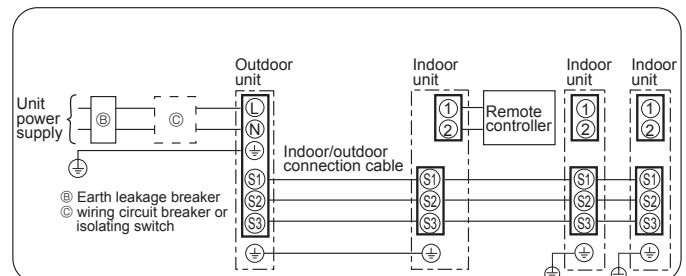 Outdoor
unit
Indoor
unit
Indoor
unit
Indoor
unit
Unit
power
supply
Ⓑ
Ⓒ
L
N
S1
S2
S3
1
2
Remote
controller
Indoor/outdoor
connection cable
S1
S2
S3
1
2
S1
S2
S3
1
2
S1
S2
S3
Ⓑ Earth leakage breaker
Ⓒ wiring circuit breaker or
isolating switch